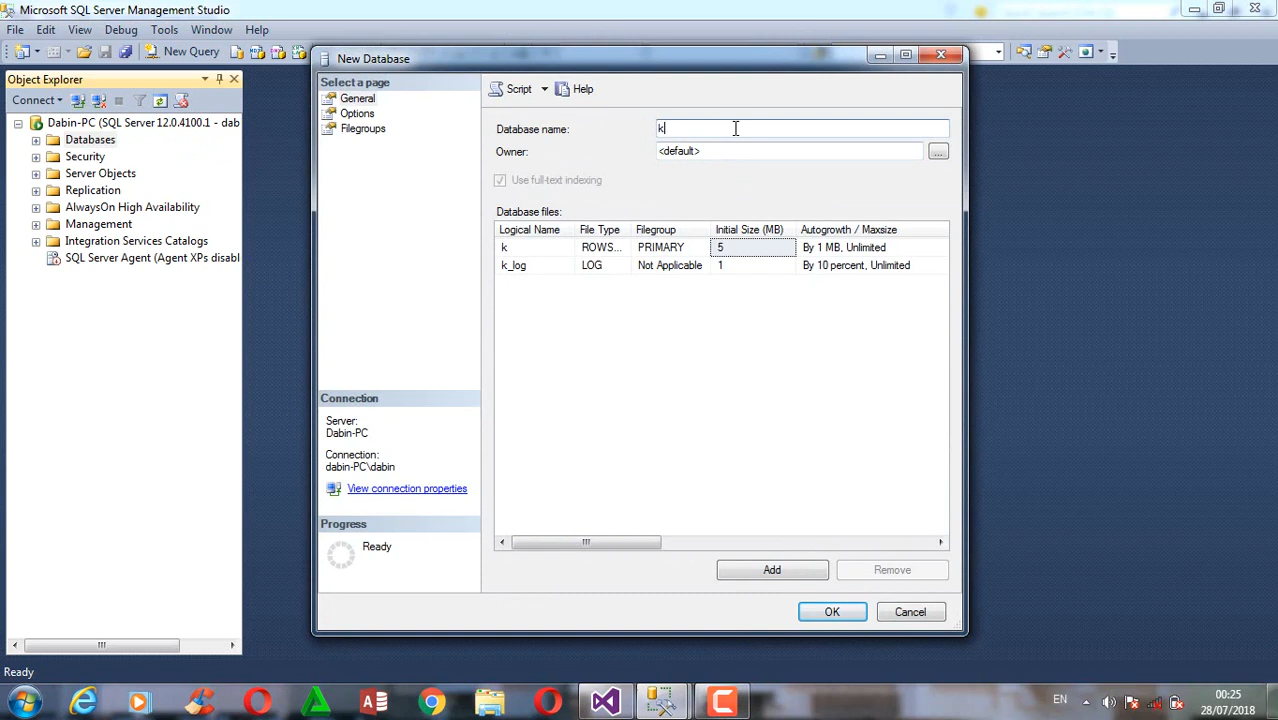 Microsoft SQL Server Management Studio
File Edit View Debug Tools Window Help
New Query
Object Explorer
Connect
Dabin-PC (SQL Server 12.0.4100.1 - dab
Databases
Security
Server Objects
Replication
AlwaysOn High Availability
Management
Integration Services Catalogs
SQL Server Agent (Agent XPs disabl
New Database
Select a page
General
Options
Filegroups
Script Help
Database name: k
Owner: <default>
...
Use full-text indexing
Database files:
Logical Name File Type Filegroup Initial Size (MB) Autogrowth / Maxsize
k ROWS... PRIMARY 5 By 1 MB, Unlimited
k_log LOG Not Applicable 1 By 10 percent, Unlimited
Connection
Server:
Dabin-PC
Connection:
dabin-PC\dabin
View connection properties
Progress
Ready
Add Remove
OK Cancel
Ready
EN
00:25
28/07/2018